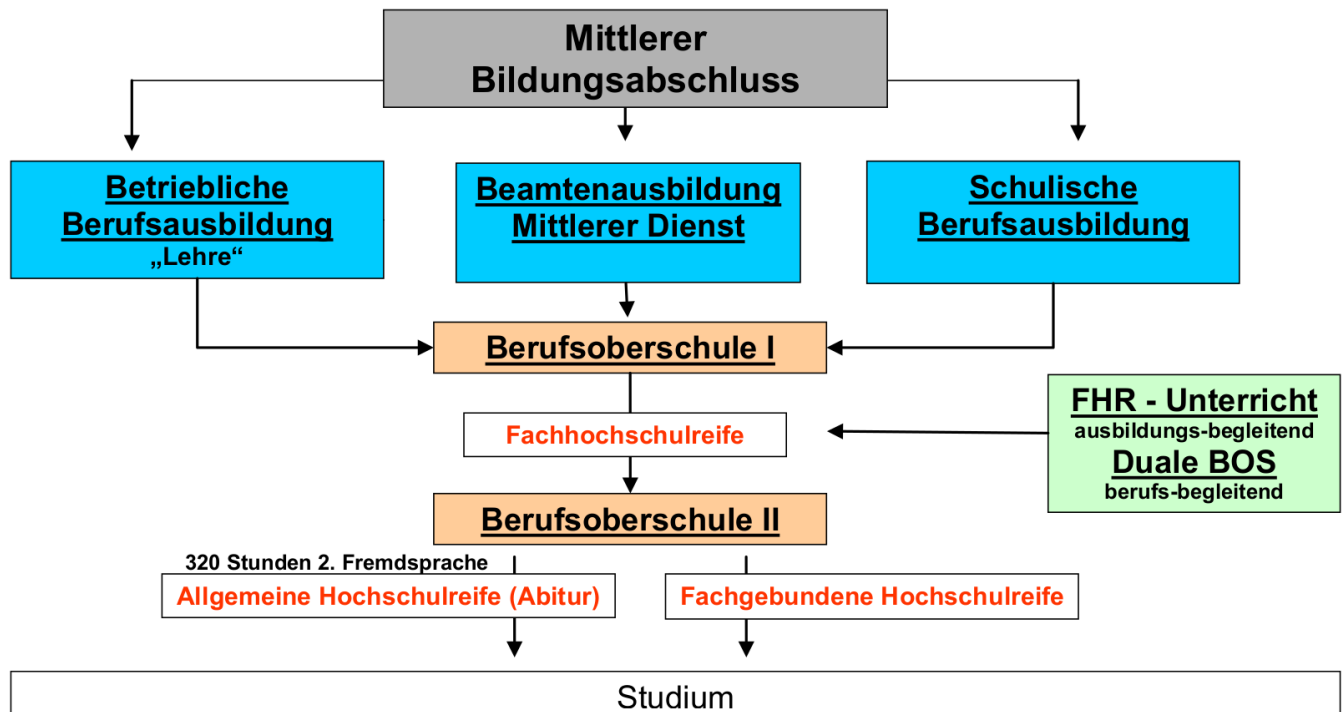 Mittlerer
Bildungsabschluss
Betriebliche
Berufsausbildung
„Lehre“
Beamtenausbildung
Mittlerer Dienst
Schulische
Berufsausbildung
Berufsoberschule I
Fachhochschulreife
FHR - Unterricht
ausbildungs-begleitend
Duale BOS
berufs-begleitend
Berufsoberschule II
320 Stunden 2. Fremdsprache
Allgemeine Hochschulreife (Abitur)
Fachgebundene Hochschulreife
Studium